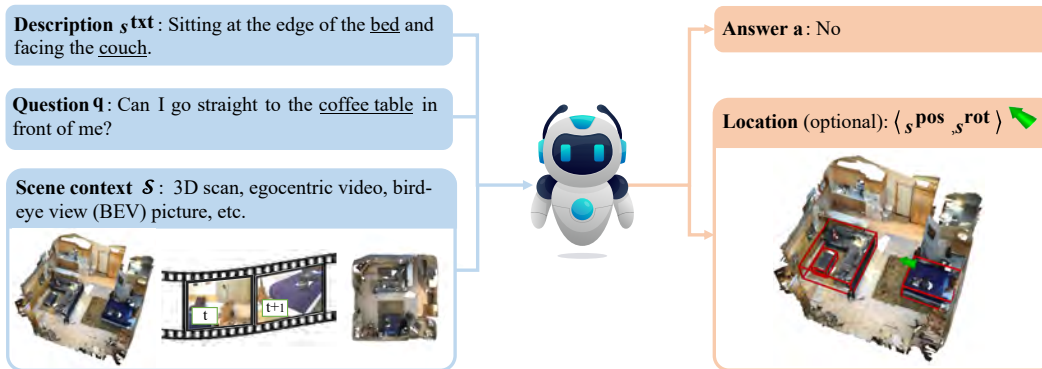 Description s^txt : Sitting at the edge of the bed and
facing the couch.
Question q : Can I go straight to the coffee table in
front of me?
Scene context S : 3D scan, egocentric video, bird-
eye view (BEV) picture, etc.
t
t+1
Answer a : No
Location (optional): ⟨ s^pos , s^rot ⟩